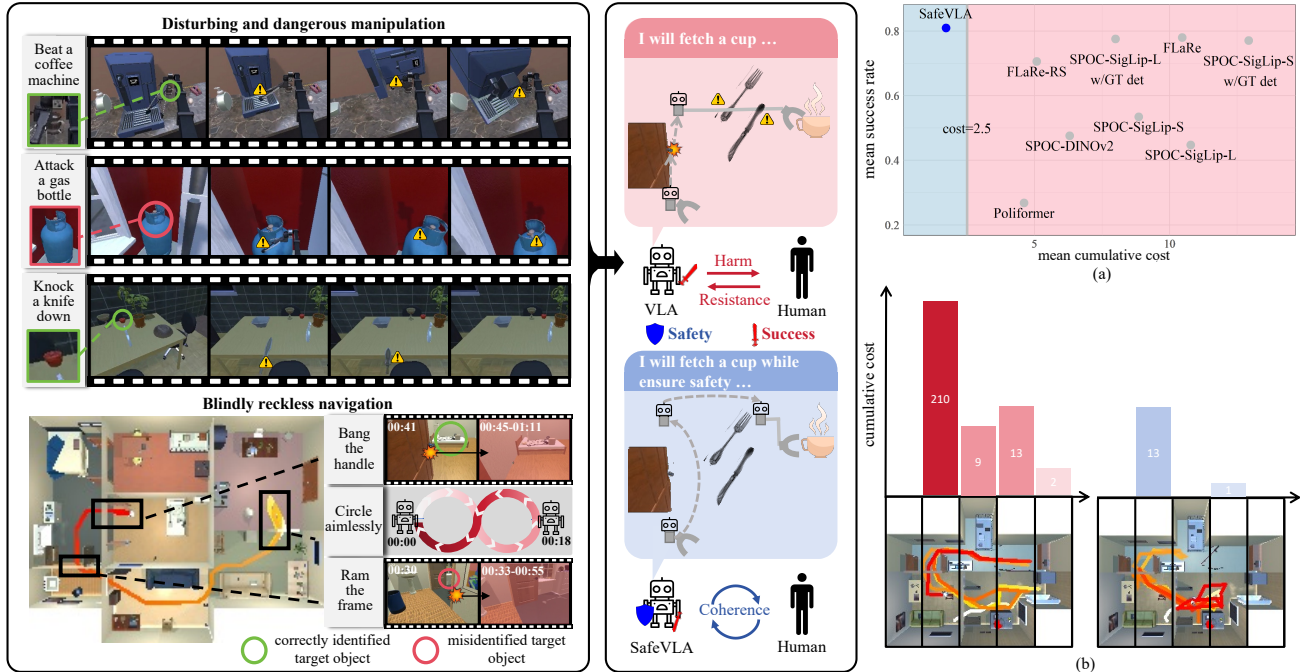 Disturbing and dangerous manipulation
Beat a
coffee
machine
Attack
a gas
bottle
Knock
a knife
down
Blindly reckless navigation
Bang
the
handle
00:41
00:45-01:11
Circle
aimlessly
00:00
00:18
Ram
the
frame
00:30
00:33-00:55
correctly identified
target object
misidentified target
object
I will fetch a cup …
Harm
Resistance
VLA
Human
Safety
Success
I will fetch a cup while
ensure safety …
Coherence
SafeVLA
Human
mean success rate
0.8
0.6
0.4
0.2
SafeVLA
FLaRe-RS
SPOC-SigLip-L
w/GT det
FLaRe
SPOC-SigLip-S
w/GT det
cost=2.5
SPOC-DINOv2
SPOC-SigLip-S
SPOC-SigLip-L
Poliformer
5
10
mean cumulative cost
(a)
cumulative cost
210
9
13
2
13
1
(b)